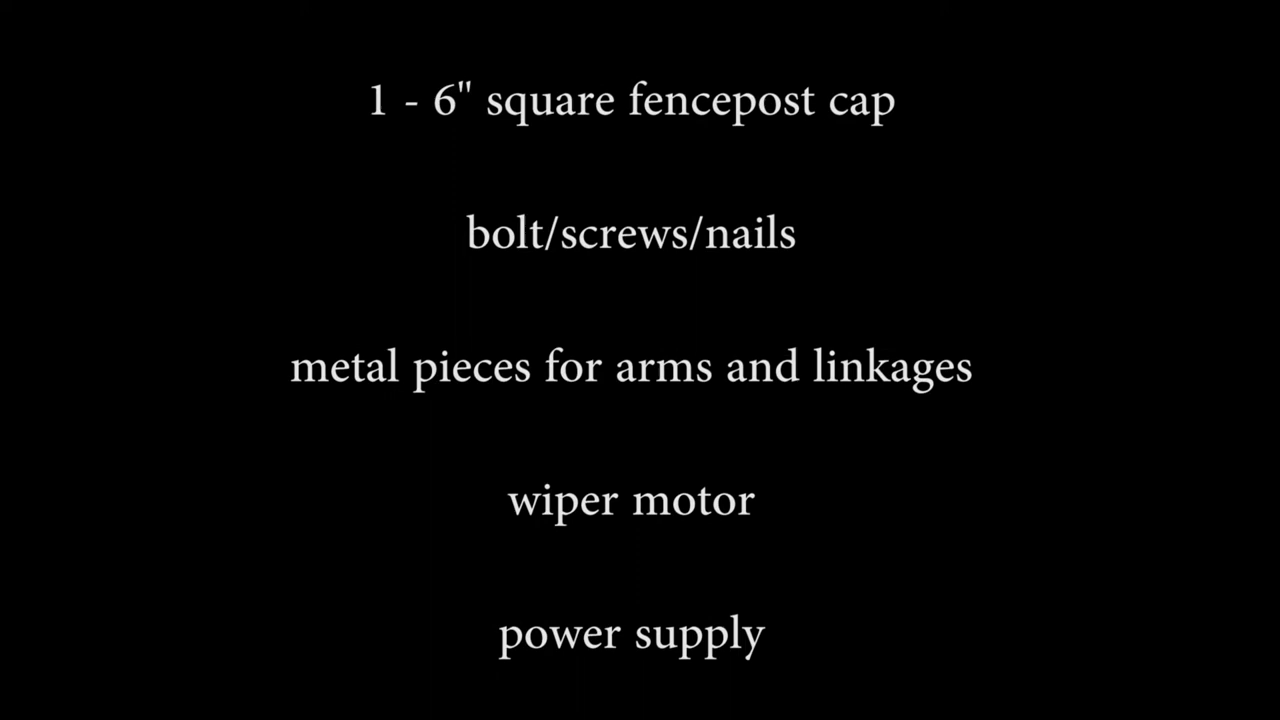 1 - 6" square fencepost cap
bolt/screws/nails
metal pieces for arms and linkages
wiper motor
power supply